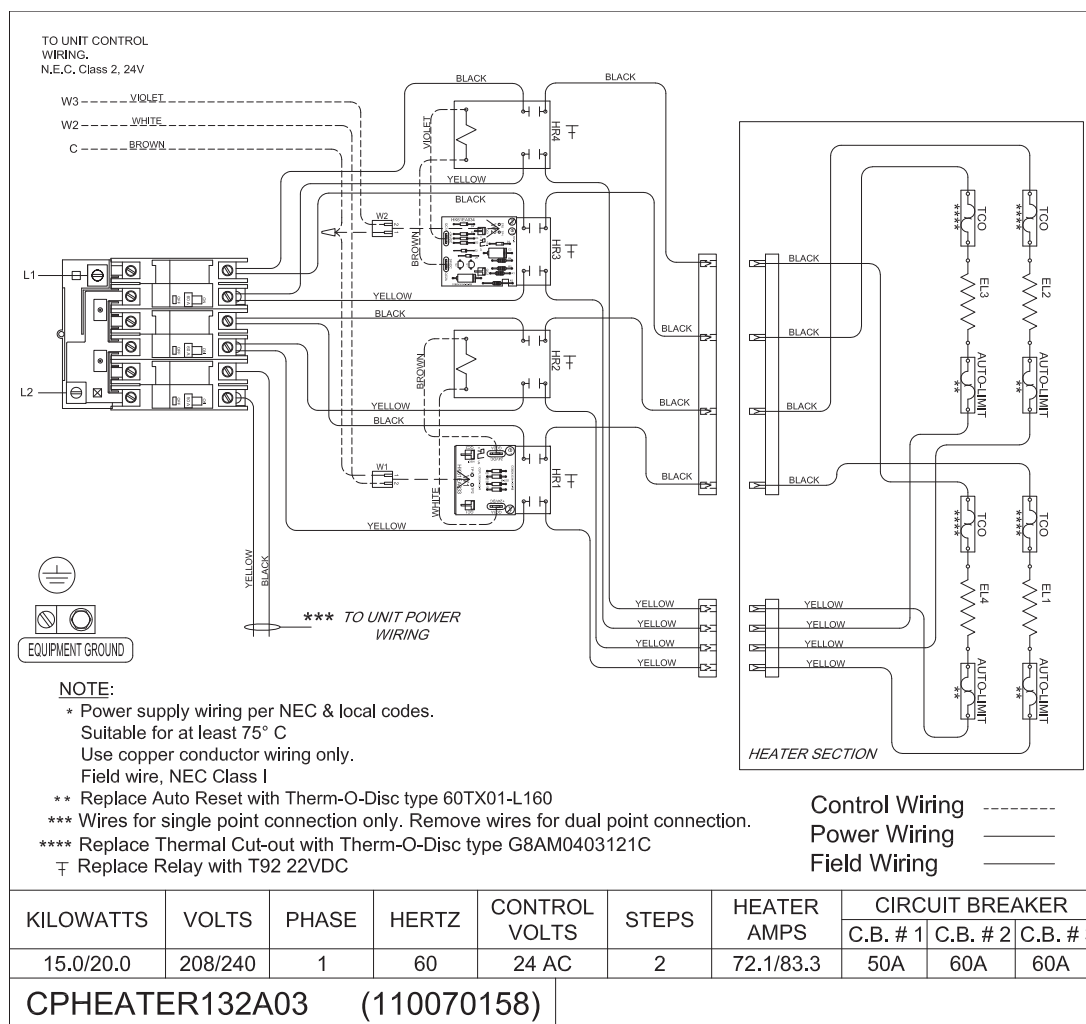 TO UNIT CONTROL
WIRING.
N.E.C. Class 2, 24V
W3
VIOLET
W2
WHITE
C
BROWN
BLACK
BLACK
VIOLET
HR4
YELLOW
BLACK
W2
BROWN
HR3
L1
YELLOW
BLACK
BROWN
HR2
L2
YELLOW
BLACK
W1
WHITE
HR1
YELLOW
YELLOW
BLACK
*** TO UNIT POWER
WIRING
EQUIPMENT GROUND
BLACK
BLACK
BLACK
YELLOW
YELLOW
YELLOW
YELLOW
BLACK
BLACK
BLACK
BLACK
YELLOW
YELLOW
YELLOW
YELLOW
TCO
****
TCO
****
EL3
EL2
AUTO-LIMIT
**
AUTO-LIMIT
**
TCO
****
TCO
****
EL4
EL1
AUTO-LIMIT
**
AUTO-LIMIT
**
HEATER SECTION
NOTE:
* Power supply wiring per NEC & local codes.
Suitable for at least 75° C
Use copper conductor wiring only.
Field wire, NEC Class I
** Replace Auto Reset with Therm-O-Disc type 60TX01-L160
*** Wires for single point connection only. Remove wires for dual point connection.
**** Replace Thermal Cut-out with Therm-O-Disc type G8AM0403121C
Replace Relay with T92 22VDC
Control Wiring
Power Wiring
Field Wiring
KILOWATTS VOLTS PHASE HERTZ CONTROL VOLTS STEPS HEATER AMPS CIRCUIT BREAKER
C.B. # 1 C.B. # 2 C.B. #
15.0/20.0 208/240 1 60 24 AC 2 72.1/83.3 50A 60A 60A
CPHEATER132A03 (110070158)